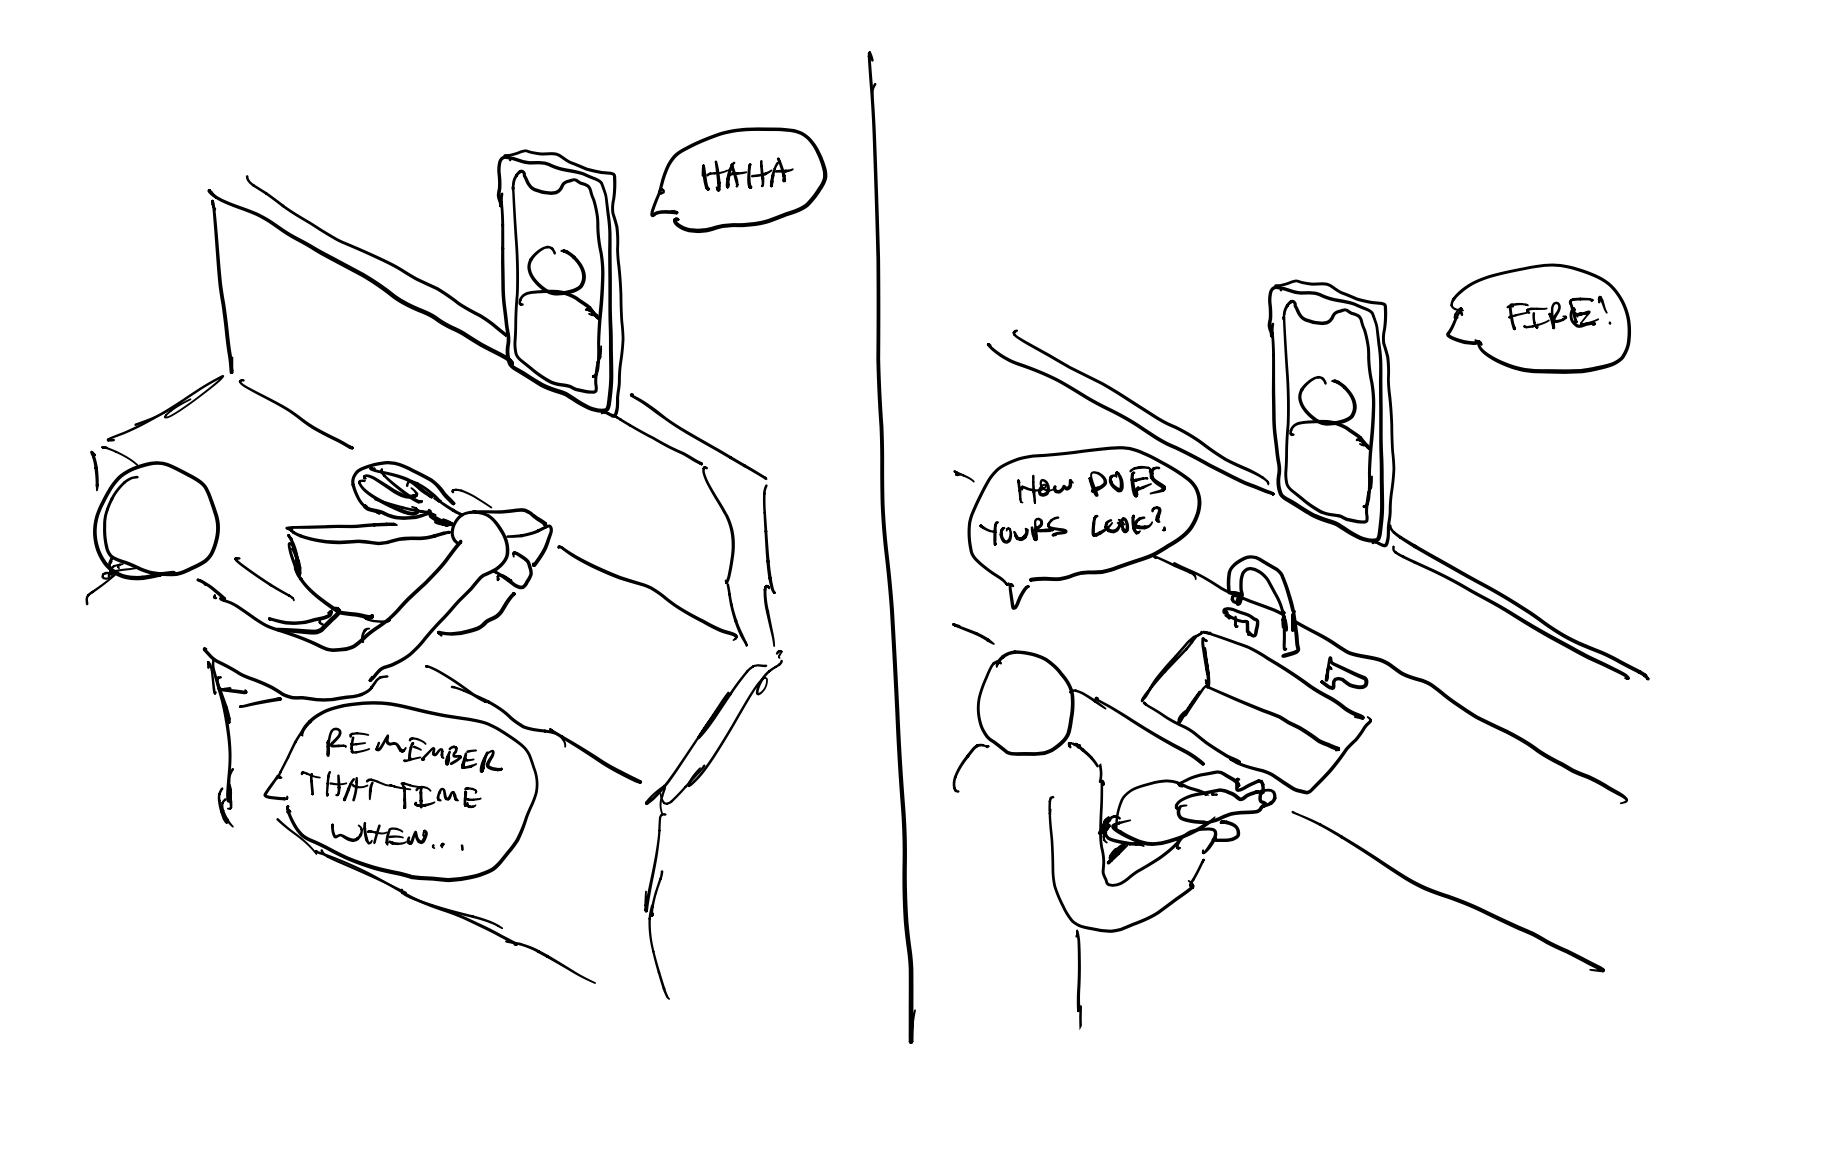 HAHA
REMEMBER
THAT TIME
WHEN...
FIRE!
HOW DOES
YOURS LOOK?